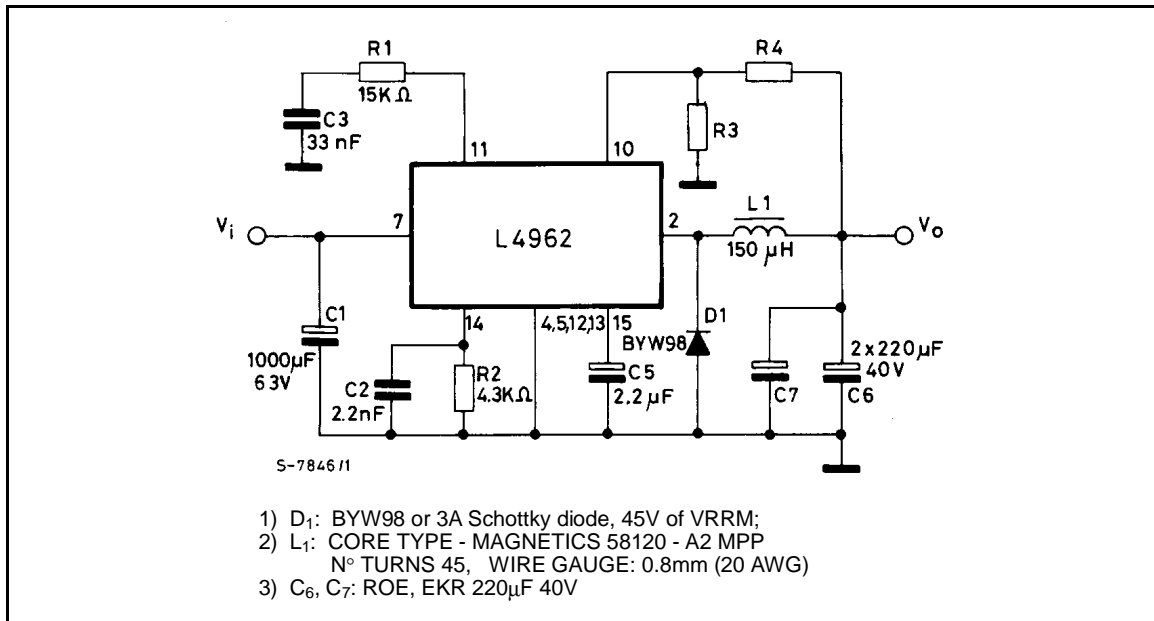 R1
15KΩ
C3
33 nF
R4
R3
11
10
Vi
7
L4962
2
L1
150 μH
Vo
14
4,5,12,13
15
D1
BYW98
C1
1000μF
63V
C2
2.2nF
R2
4.3KΩ
C5
2.2μF
C7
2x220μF
40V
C6
S-7846/1
1) D1: BYW98 or 3A Schottky diode, 45V of VRRM;
2) L1: CORE TYPE - MAGNETICS 58120 - A2 MPP
N° TURNS 45, WIRE GAUGE: 0.8mm (20 AWG)
3) C6, C7: ROE, EKR 220μF 40V